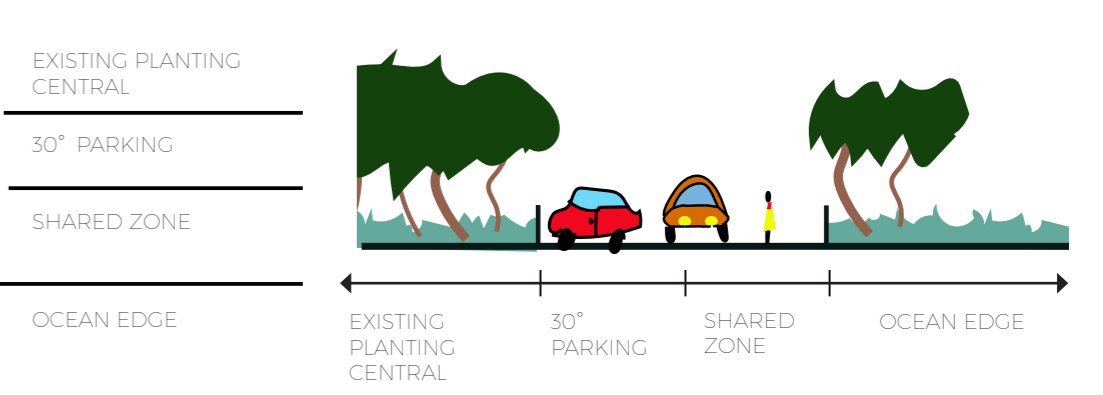 EXISTING PLANTING
CENTRAL
30° PARKING
SHARED ZONE
OCEAN EDGE
EXISTING
PLANTING
CENTRAL
30°
PARKING
SHARED
ZONE
OCEAN EDGE